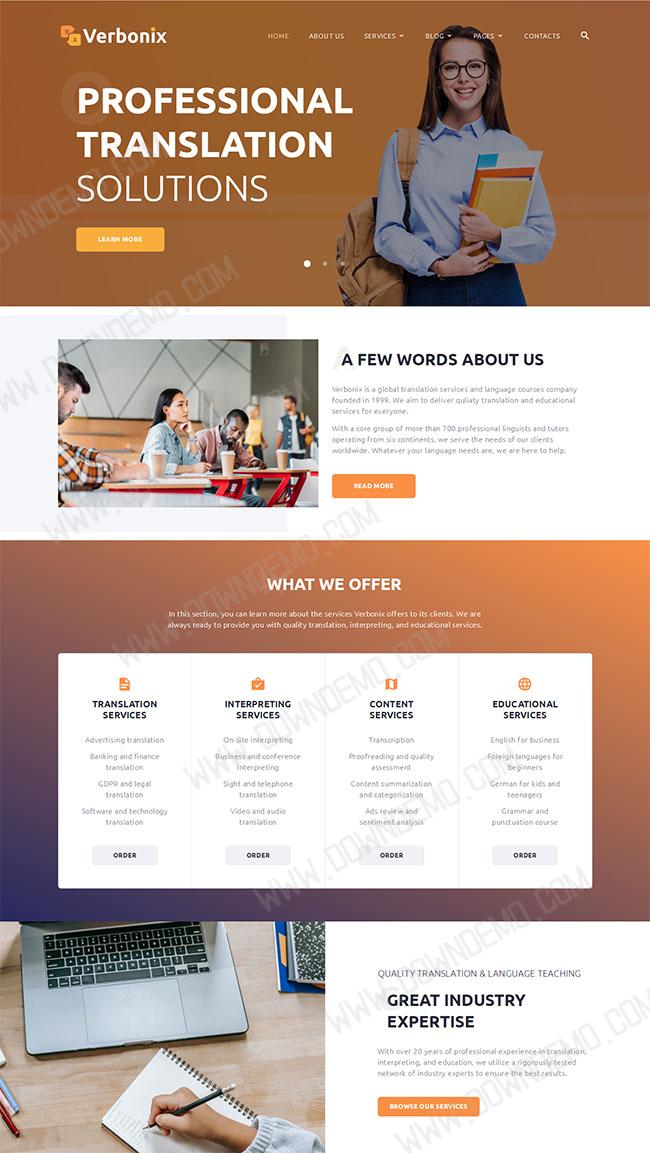 Verbonix
HOME ABOUT US SERVICES BLOG PAGES CONTACTS
PROFESSIONAL
TRANSLATION
SOLUTIONS
LEARN MORE
A FEW WORDS ABOUT US
Verbonix is a global translation services and language courses company
founded in 1999. We aim to deliver quliaty translation and educational
services for everyone.
With a core group of more than 700 professional linguists and tutors
operating from six continents, we serve the needs of our clients
worldwide. Whatever your language needs are, we are here to help.
READ MORE
WHAT WE OFFER
In this section, you can learn more about the services Verbonix offers to its clients. We are
always ready to provide you with quality translation, interpreting, and educational services.
TRANSLATION
SERVICES
Advertising translation
Banking and finance
translation
GDPR and legal
translation
Software and technology
translation
ORDER
INTERPRETING
SERVICES
On-site interpreting
Business and conference
interpreting
Sight and telephone
translation
Video and audio
translation
ORDER
CONTENT
SERVICES
Transcription
Proofreading and quality
assessment
Content summarization
and categorization
Ads review and
sentiment analysis
ORDER
EDUCATIONAL
SERVICES
English for business
Foreign languages for
beginners
German for kids and
teenagers
Grammar and
punctuation course
ORDER
QUALITY TRANSLATION & LANGUAGE TEACHING
GREAT INDUSTRY
EXPERTISE
With over 20 years of professional experience in translation,
interpreting, and education, we utilize a rigorously tested
network of industry experts to ensure the best results.
BROWSE OUR SERVICES
WWW.DOWNDEMO.COM